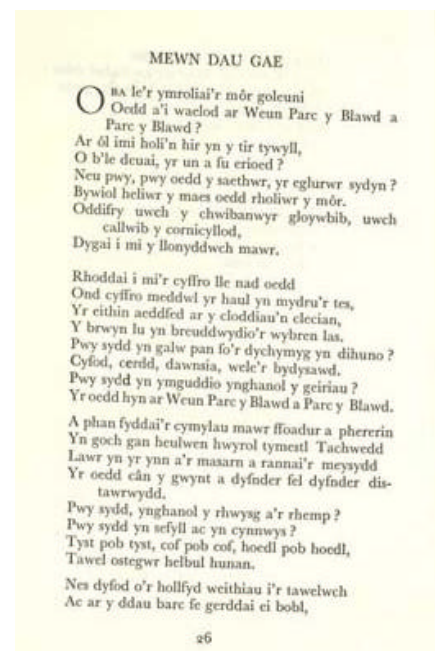 MEWN DAU GAE
O BA le'r ymroliai'r môr goleuni
Oedd a'i waelod ar Weun Parc y Blawd a
Parc y Blawd ?
Ar ôl imi holi'n hir yn y tir tywyll,
O b'le deuai, yr un a fu erioed ?
Neu pwy, pwy oedd y saethwr, yr eglurwr sydyn ?
Bywiol heliwr y maes oedd rholiwr y môr.
Oddifry uwch y chwibanwyr gloywbib, uwch
callwib y cornicyllod,
Dygai i mi y llonyddwch mawr.
Rhoddai i mi'r cyffro lle nad oedd
Ond cyffro meddwl yr haul yn mydru'r tes,
Yr eithin aeddfed ar y cloddiau'n clecian,
Y brwyn lu yn breuddwydio'r wybren las.
Pwy sydd yn galw pan fo'r dychymyg yn dihuno ?
Cyfod, cerdd, dawnsia, wele'r bydysawd.
Pwy sydd yn ymguddio ynghanol y geiriau ?
Yr oedd hyn ar Weun Parc y Blawd a Parc y Blawd.
A phan fyddai'r cymylau mawr ffoadur a phererin
Yn goch gan heulwen hwyrol tymestl Tachwedd
Lawr yn yr ynn a'r masarn a rannai'r meysydd
Yr oedd cân y gwynt a dyfnder fel dyfnder dis-
tawrwydd.
Pwy sydd, ynghanol y rhwysg a'r rhemp ?
Pwy sydd yn sefyll ac yn cynnwys ?
Tyst pob tyst, cof pob cof, hoedl pob hoedl,
Tawel ostegwr helbul hunan.
Nes dyfod o'r hollfyd weithiau i'r tawelwch
Ac ar y ddau barc fe gerddai ei bobl,
26